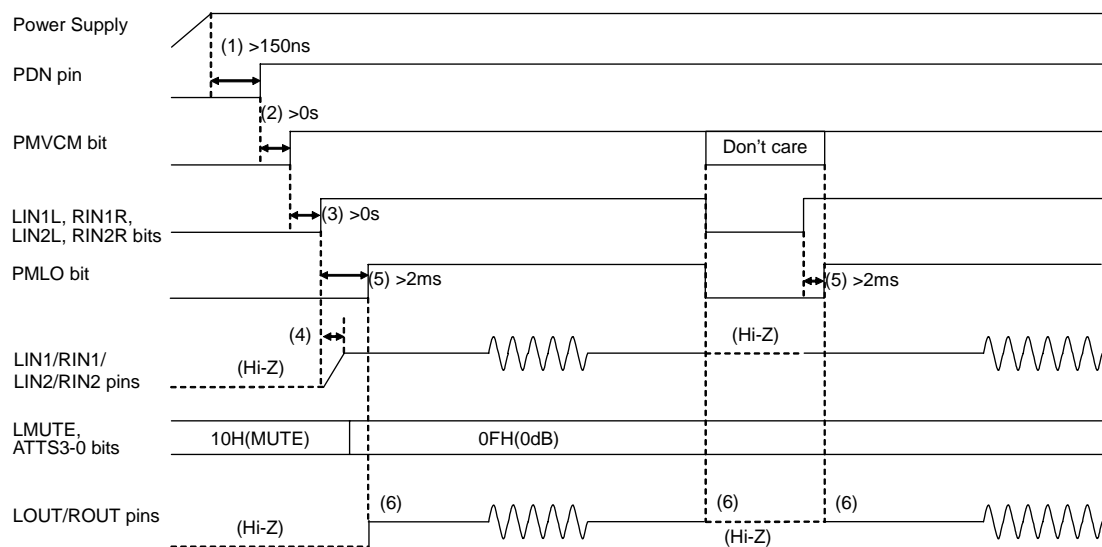 Power Supply
(1) >150ns
PDN pin
(2) >0s
PMVCM bit
Don't care
LIN1L, RIN1R,
LIN2L, RIN2R bits
(3) >0s
PMLO bit
(5) >2ms
(5) >2ms
(4)
(Hi-Z)
LIN1/RIN1/
LIN2/RIN2 pins
(Hi-Z)
LMUTE,
ATTS3-0 bits
10H(MUTE)
0FH(0dB)
(6)
(6)
(6)
LOUT/ROUT pins
(Hi-Z)
(Hi-Z)